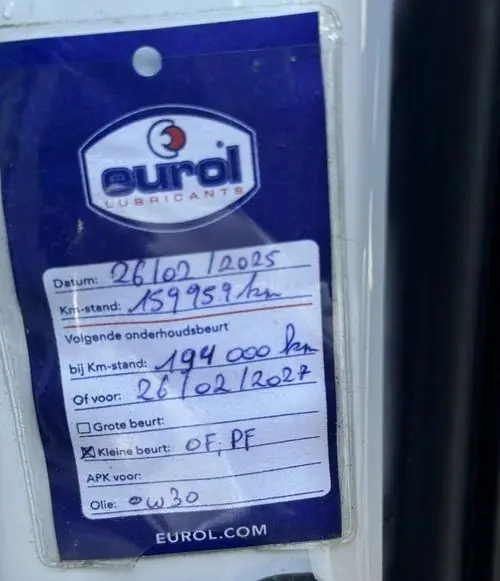 eurol
LUBRICANTS
Datum: 26/02/2025
Km-stand: 159959 km
Volgende onderhoudsbeurt
bij Km-stand: 194 000 km
Of voor: 26/02/2027
Grote beurt:
Kleine beurt: OF, PF
APK voor:
Olie: 0w30
EUROL.COM